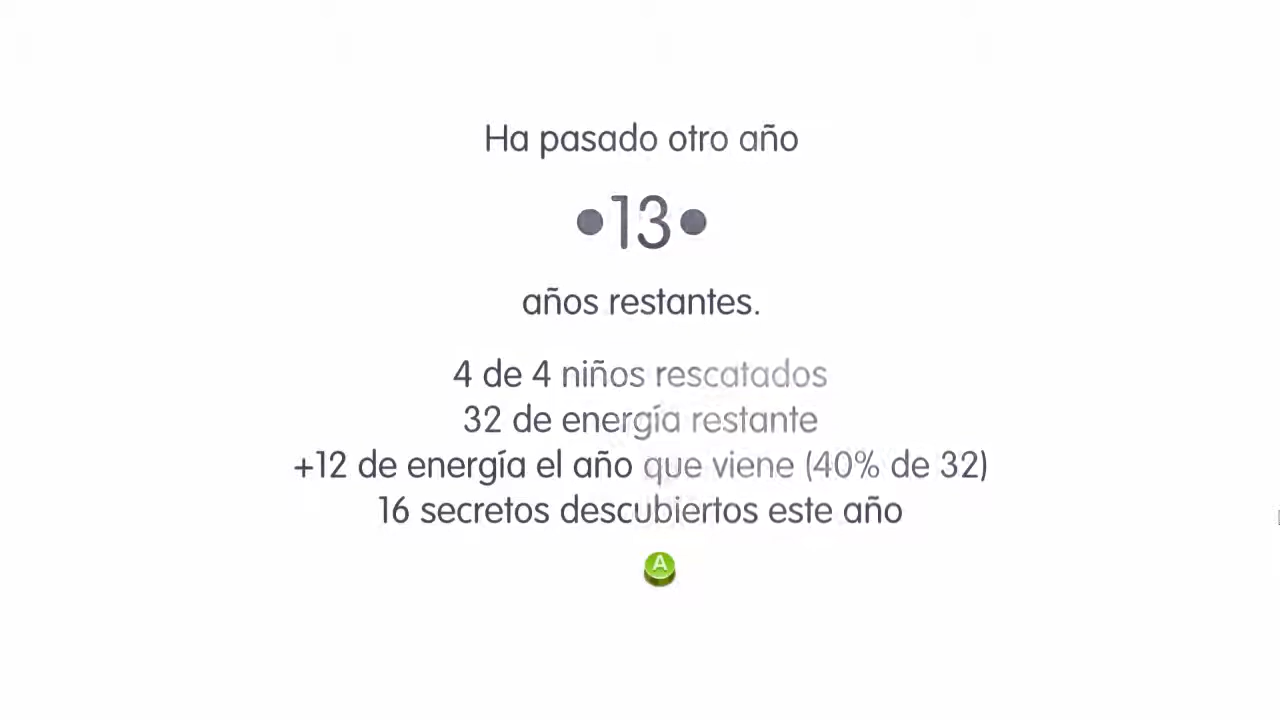 Ha pasado otro año
•13•
años restantes.
4 de 4 niños rescatados
32 de energía restante
+12 de energía el año que viene (40% de 32)
16 secretos descubiertos este año
A